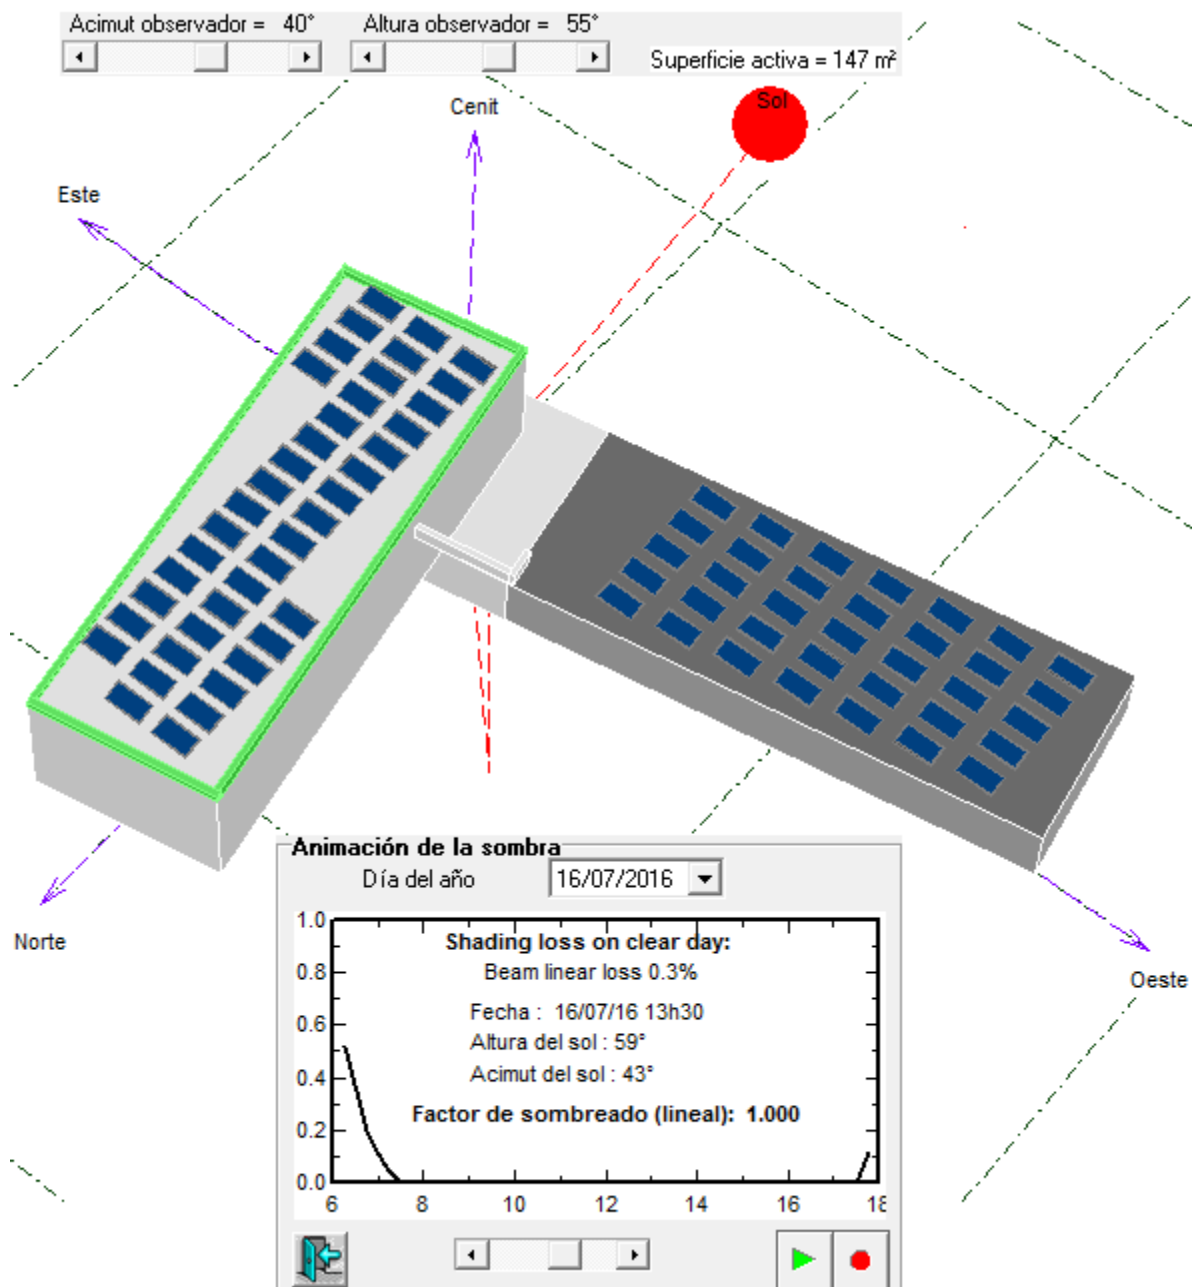 Acimut observador = 40° Altura observador = 55°
Superficie activa = 147 m²
Sol
Cenit
Este
Norte
Oeste
Animación de la sombra
Día del año 16/07/2016
1.0
0.8
0.6
0.4
0.2
0.0
Shading loss on clear day:
Beam linear loss 0.3%
Fecha : 16/07/16 13h30
Altura del sol : 59°
Acimut del sol : 43°
Factor de sombreado (lineal): 1.000
6 8 10 12 14 16 18